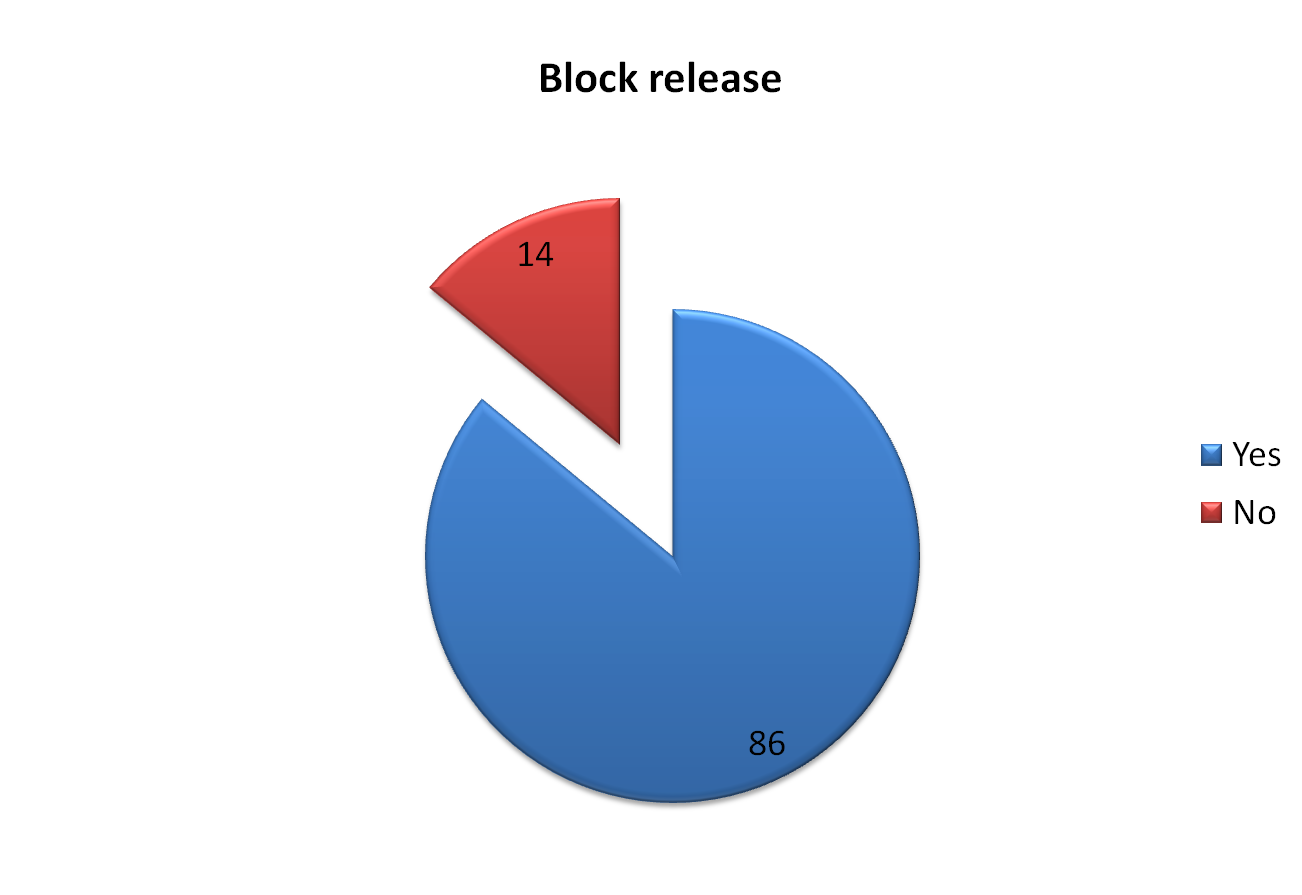 Block release
14
86
Yes
No